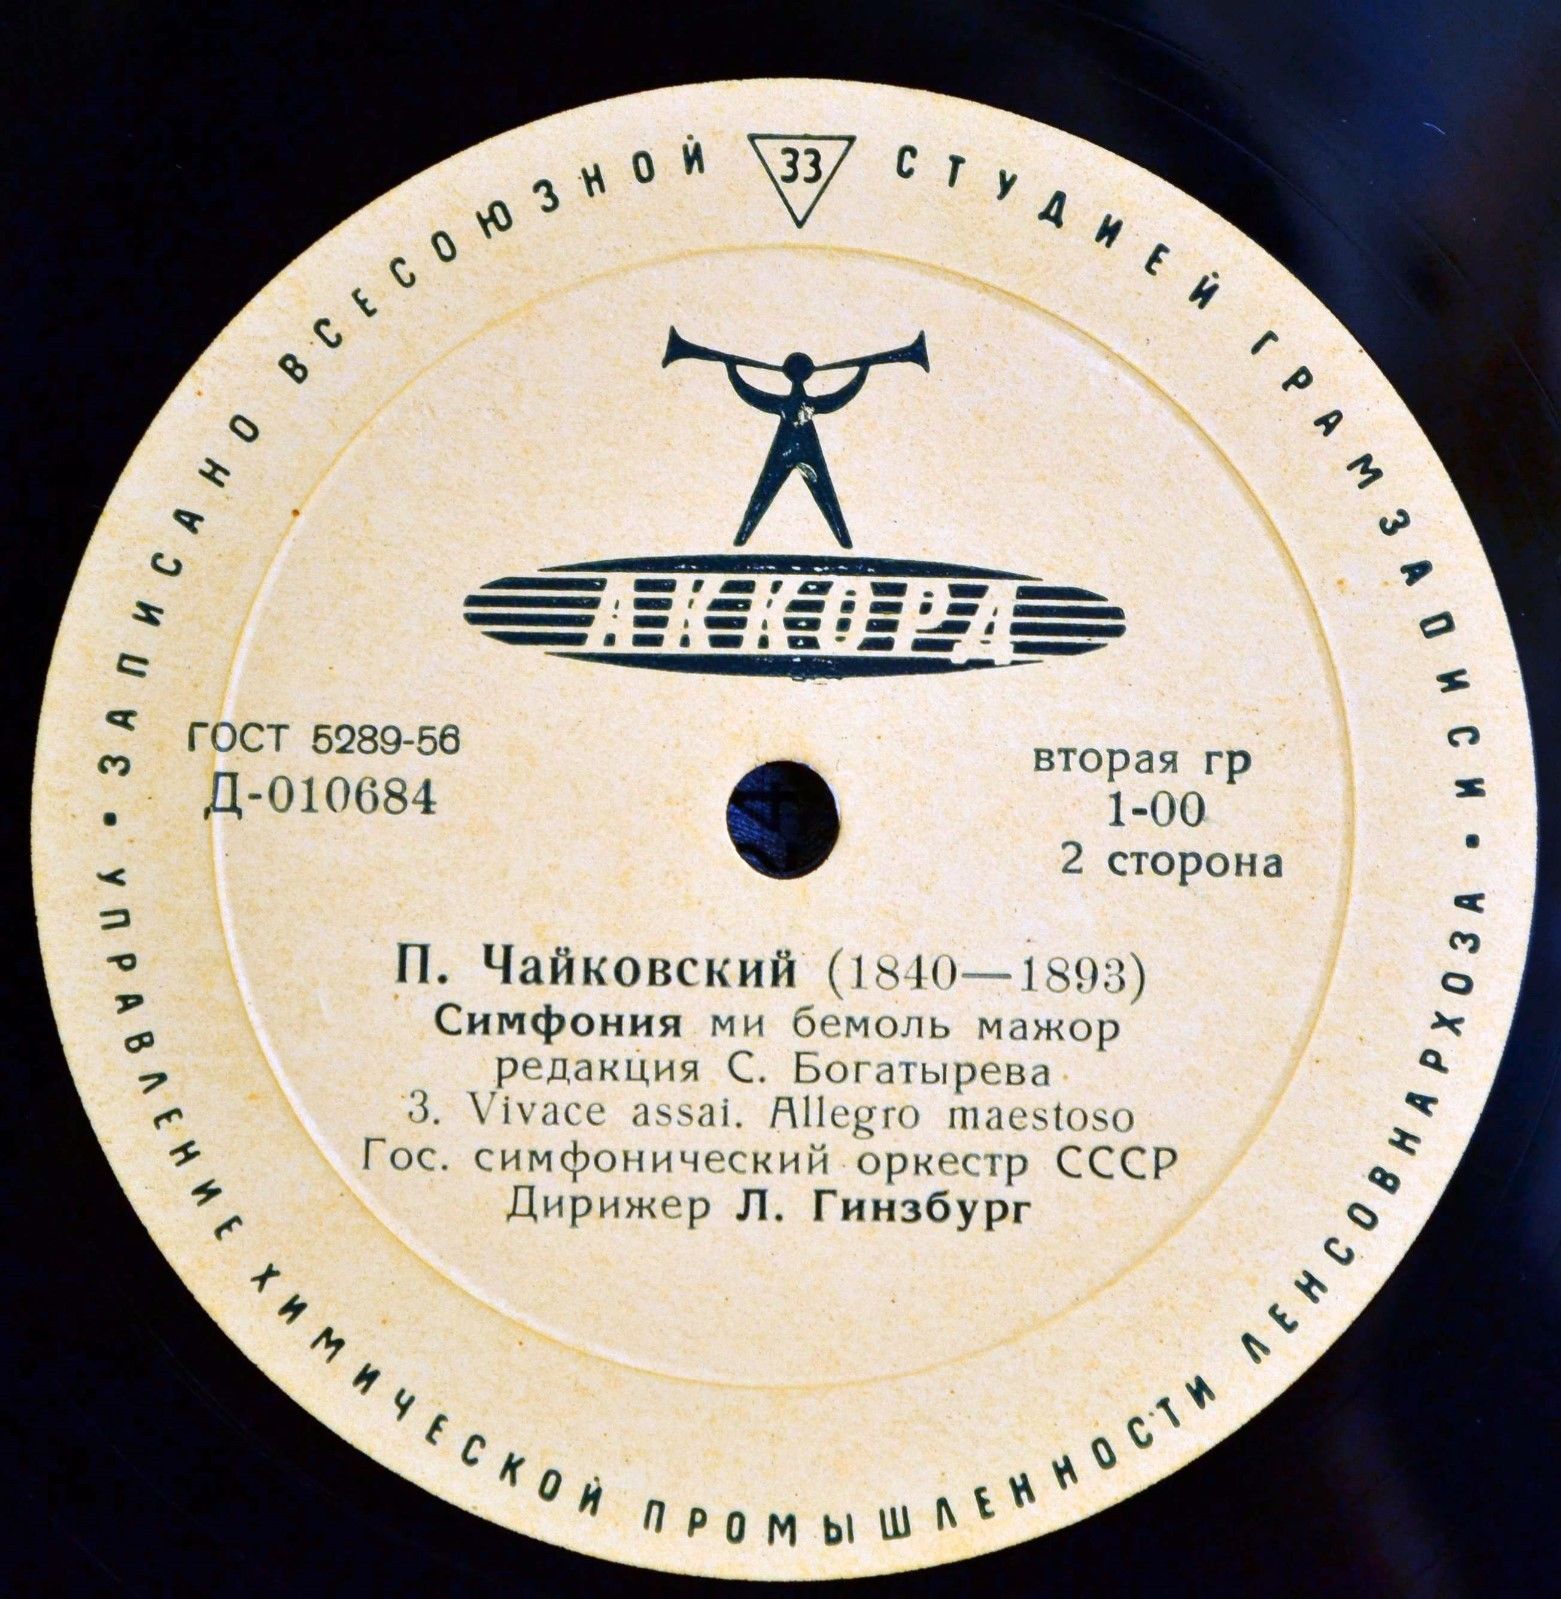 ЗАПИСАНО ВСЕСОЮЗНОЙ 33 СТУДИЕЙ ГРАМЗАПИСИ
АККОРД
ГОСТ 5289-56
Д-010684
вторая гр
1-00
2 сторона
П. Чайковский (1840—1893)
Симфония ми бемоль мажор
редакция С. Богатырева
3. Vivace assai. Allegro maestoso
Гос. симфонический оркестр СССР
Дирижер Л. Гинзбург
• УПРАВЛЕНИЕ ХИМИЧЕСКОЙ ПРОМЫШЛЕННОСТИ ЛЕНСОВНАРХОЗА •